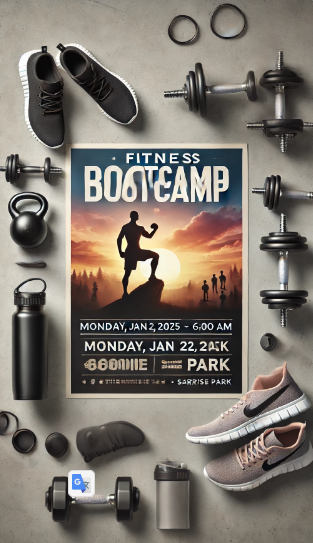 FITNESS
BOOTCAMP
MONDAY, JAN 2, 2025 - 6:00 AM
MONDAY, JAN 22,
PARK
SARRISE PARK
G